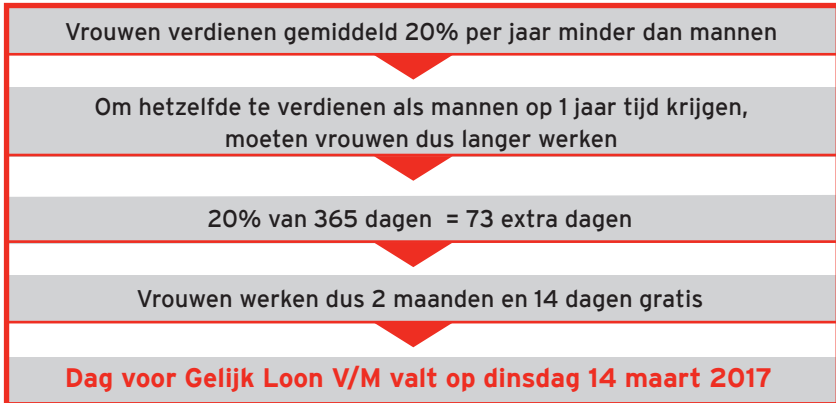 Vrouwen verdienen gemiddeld 20% per jaar minder dan mannen
Om hetzelfde te verdienen als mannen op 1 jaar tijd krijgen,
moeten vrouwen dus langer werken
20% van 365 dagen = 73 extra dagen
Vrouwen werken dus 2 maanden en 14 dagen gratis
Dag voor Gelijk Loon V/M valt op dinsdag 14 maart 2017